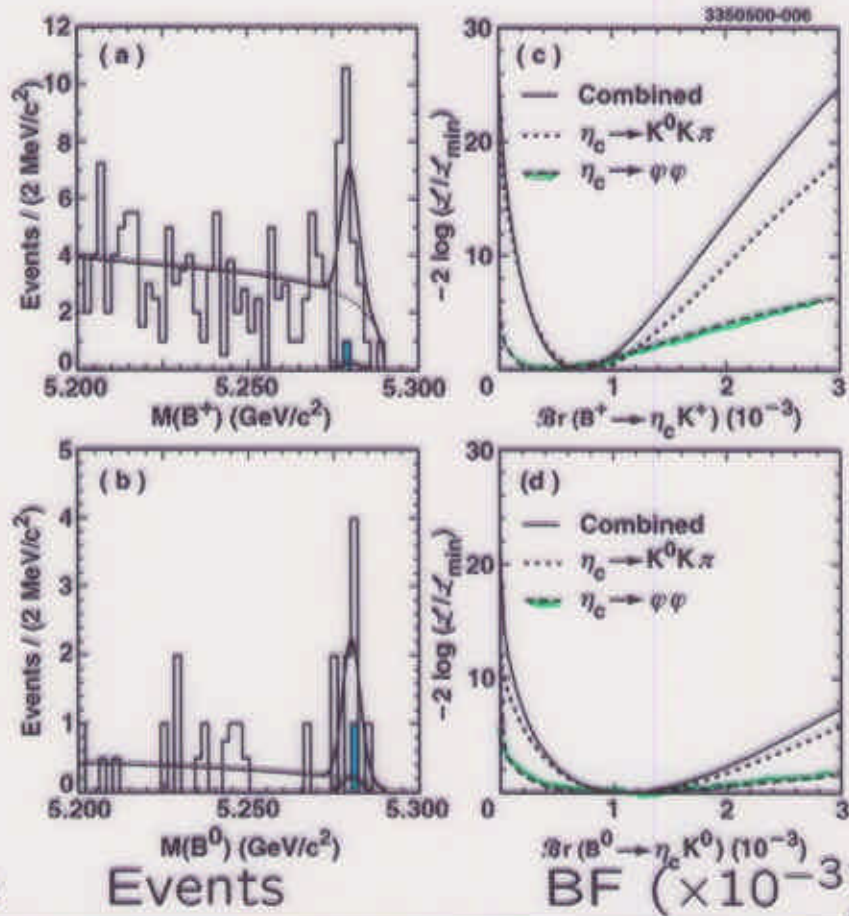 3350500-006
12
10
8
6
4
2
0
Events / (2 MeV/c²)
( a )
5.200
5.250
5.300
M(B⁺) (GeV/c²)
30
20
10
0
-2 log (ℒ/ℒmin)
( c )
Combined
ηc→K⁰Kπ
ηc→φφ
0
1
2
3
ℬr (B⁺→ηcK⁺) (10⁻³)
5
4
3
2
1
0
Events / (2 MeV/c²)
( b )
5.200
5.250
5.300
M(B⁰) (GeV/c²)
30
20
10
0
-2 log (ℒ/ℒmin)
(d)
Combined
ηc→K⁰Kπ
ηc→φφ
0
1
2
3
ℬr (B⁰→ηcK⁰) (10⁻³)
Events
BF (×10⁻³